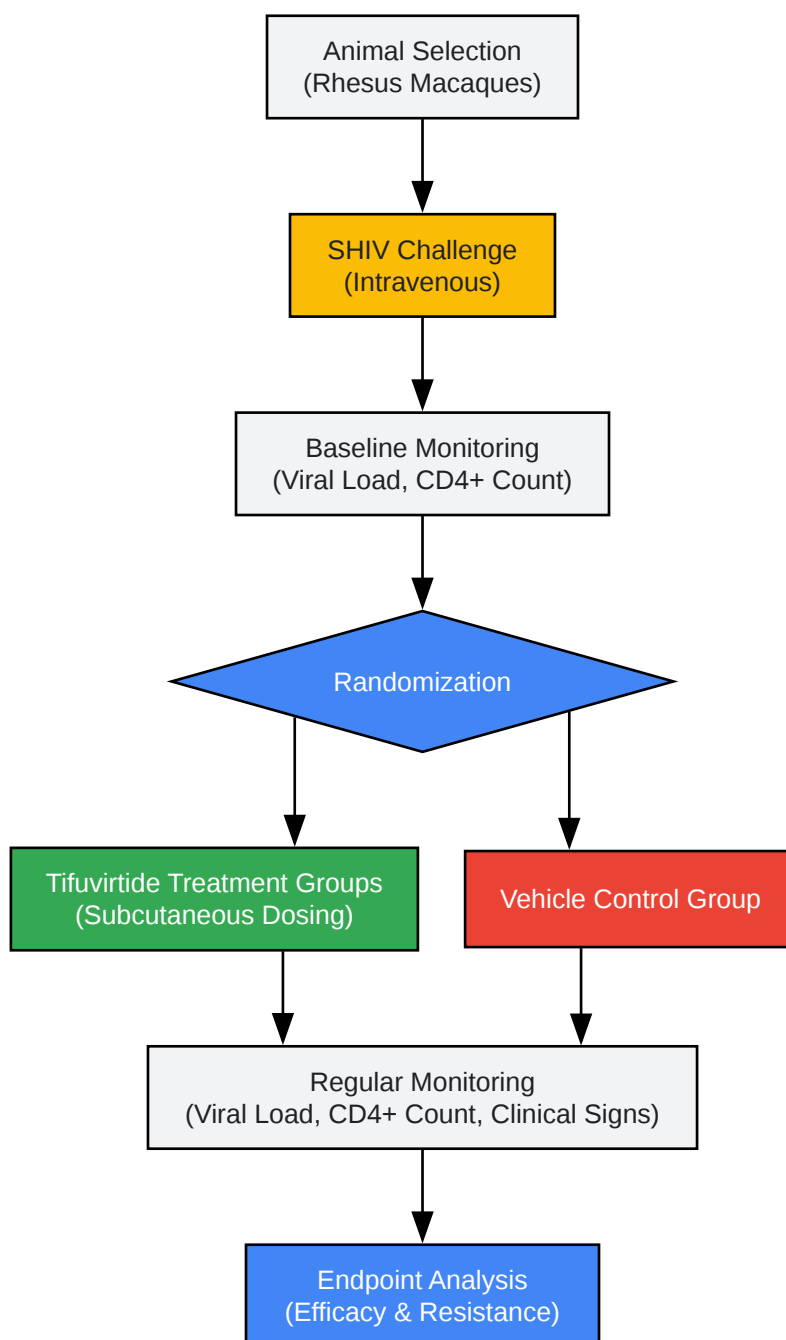 Animal Selection
(Rhesus Macaques)
SHIV Challenge
(Intravenous)
Baseline Monitoring
(Viral Load, CD4+ Count)
Randomization
Tifuvirtide Treatment Groups
(Subcutaneous Dosing)
Vehicle Control Group
Regular Monitoring
(Viral Load, CD4+ Count, Clinical Signs)
Endpoint Analysis
(Efficacy & Resistance)